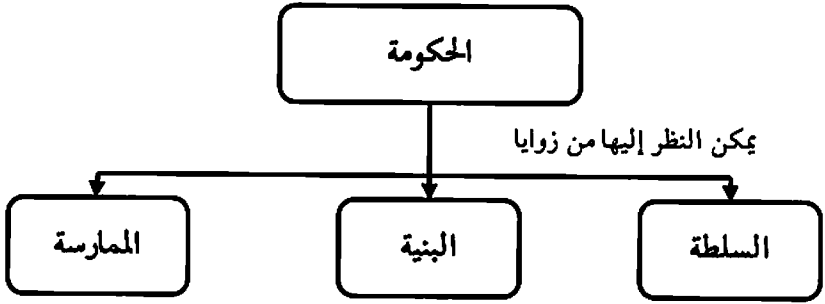 الحكومة
يمكن النظر إليها من زوايا
السلطة
البنية
الممارسة